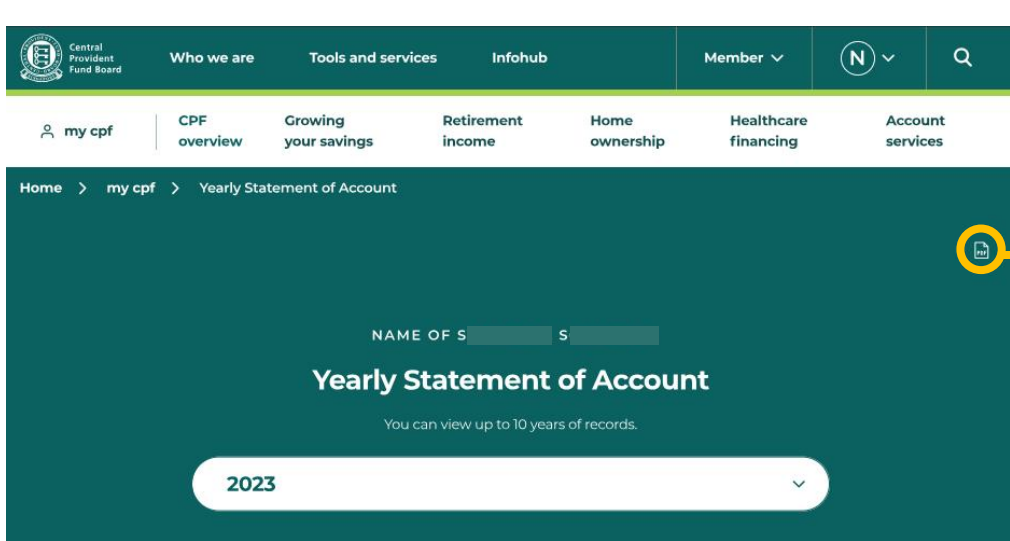 Central
Provident
Fund Board
Who we are
Tools and services
Infohub
Member
N
my cpf
CPF
overview
Growing
your savings
Retirement
income
Home
ownership
Healthcare
financing
Account
services
Home > my cpf > Yearly Statement of Account
PDF
NAME OF S S
Yearly Statement of Account
You can view up to 10 years of records.
2023